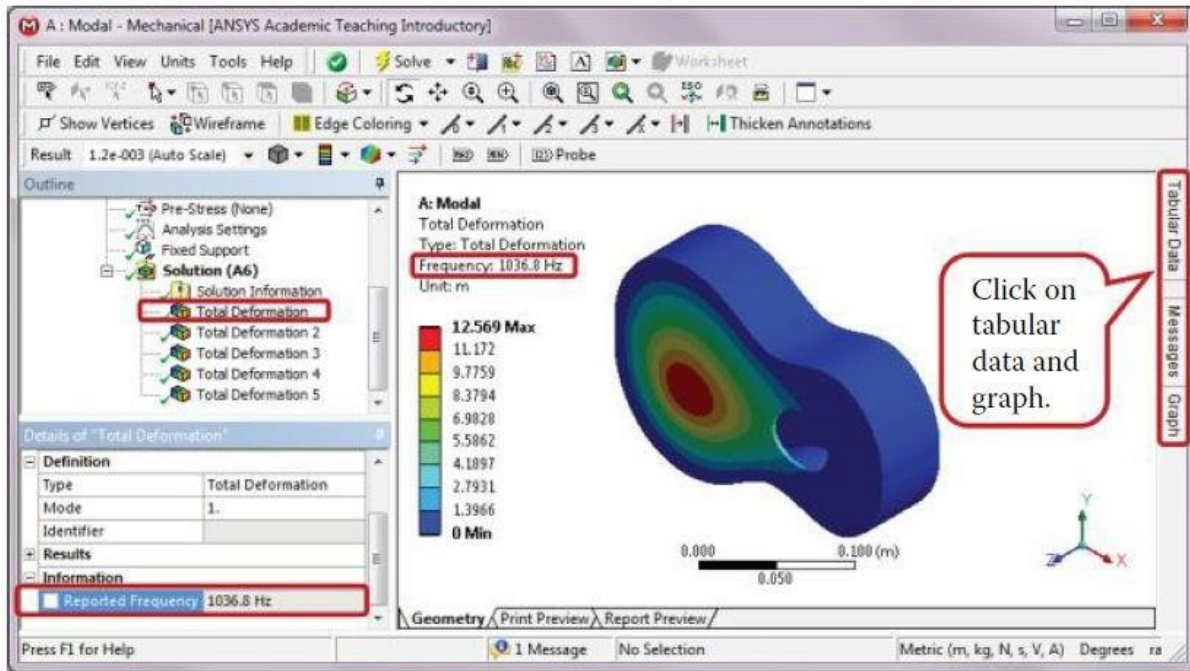 A : Modal - Mechanical [ANSYS Academic Teaching Introductory]
File Edit View Units Tools Help Solve Worksheet
Show Vertices Wireframe Edge Coloring Thicken Annotations
Result 1.2e-003 (Auto Scale) Probe
Outline
Pre-Stress (None)
Analysis Settings
Fixed Support
Solution (A6)
Solution Information
Total Deformation
Total Deformation 2
Total Deformation 3
Total Deformation 4
Total Deformation 5
Details of "Total Deformation"
Definition
Type Total Deformation
Mode 1.
Identifier
Results
Information
Reported Frequency 1036.8 Hz
A: Modal
Total Deformation
Type: Total Deformation
Frequency: 1036.8 Hz
Unit: m
12.569 Max
11.172
9.7759
8.3794
6.9828
5.5862
4.1897
2.7931
1.3966
0 Min
0.000 0.100 (m)
0.050
Y
Z X
Click on
tabular
data and
graph.
Tabular Data
Messages
Graph
Geometry Print Preview Report Preview
Press F1 for Help 1 Message No Selection Metric (m, kg, N, s, V, A) Degrees ra